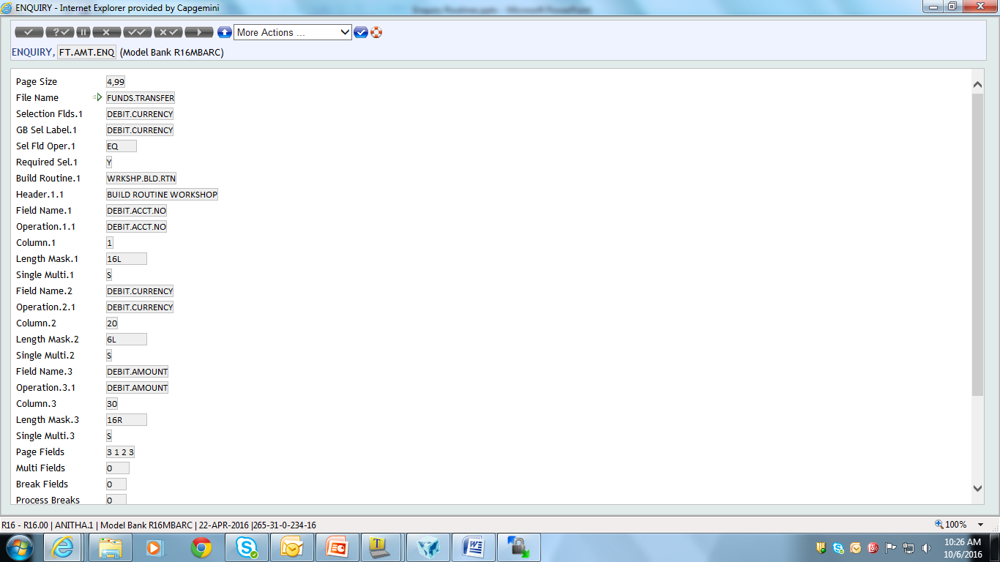 ENQUIRY - Internet Explorer provided by Capgemini
More Actions ...
ENQUIRY, FT.AMT.ENQ (Model Bank R16MBARC)
Page Size 4,99
File Name FUNDS.TRANSFER
Selection Flds.1 DEBIT.CURRENCY
GB Sel Label.1 DEBIT.CURRENCY
Sel Fld Oper.1 EQ
Required Sel.1 Y
Build Routine.1 WRKSHP.BLD.RTN
Header.1.1 BUILD ROUTINE WORKSHOP
Field Name.1 DEBIT.ACCT.NO
Operation.1.1 DEBIT.ACCT.NO
Column.1 1
Length Mask.1 16L
Single Multi.1 S
Field Name.2 DEBIT.CURRENCY
Operation.2.1 DEBIT.CURRENCY
Column.2 20
Length Mask.2 6L
Single Multi.2 S
Field Name.3 DEBIT.AMOUNT
Operation.3.1 DEBIT.AMOUNT
Column.3 30
Length Mask.3 16R
Single Multi.3 S
Page Fields 3 1 2 3
Multi Fields 0
Break Fields 0
Process Breaks 0
R16 - R16.00 | ANITHA.1 | Model Bank R16MBARC | 22-APR-2016 |265-31-0-234-16
100%
10:26 AM
10/6/2016